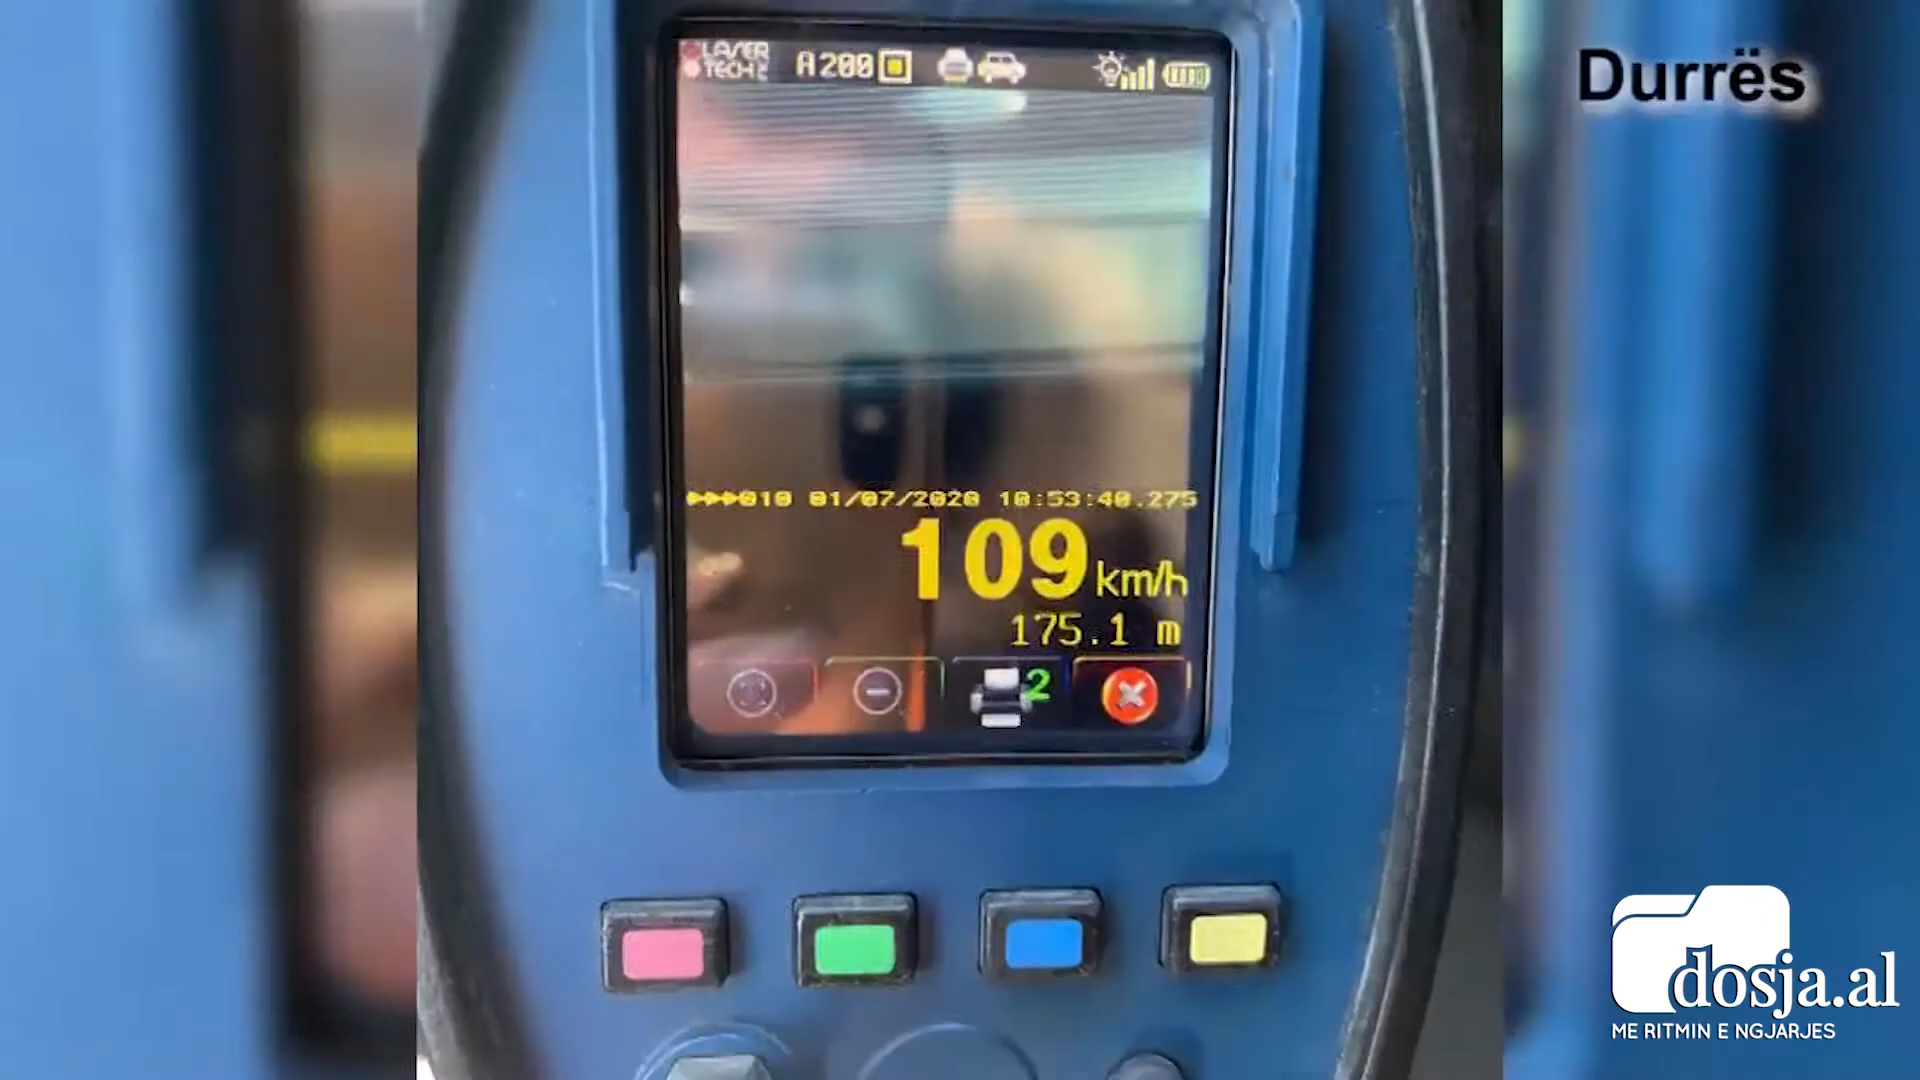 LASER
TECH
A200
Durrës
▶▶▶010 01/07/2020 10:53:40.275
109 km/h
175.1 m
2
dosja.al
ME RITMIN E NGJARJES